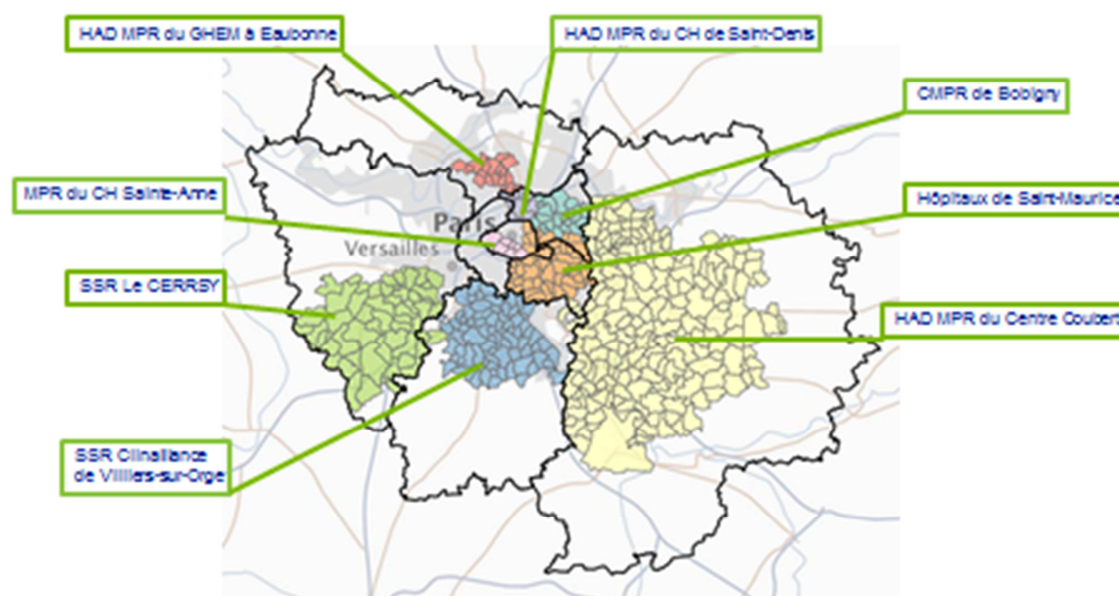 HAD MPR du GHEM à Eaubonne
HAD MPR du CH de Saint-Denis
CMPR de Bobigny
MPR du CH Sainte-Anne
Hôpitaux de Saint-Maurice
Paris
Versailles
SSR Le CERRSY
HAD MPR du Centre Coubert
SSR Clinalliance
de Villiers-sur-Orge